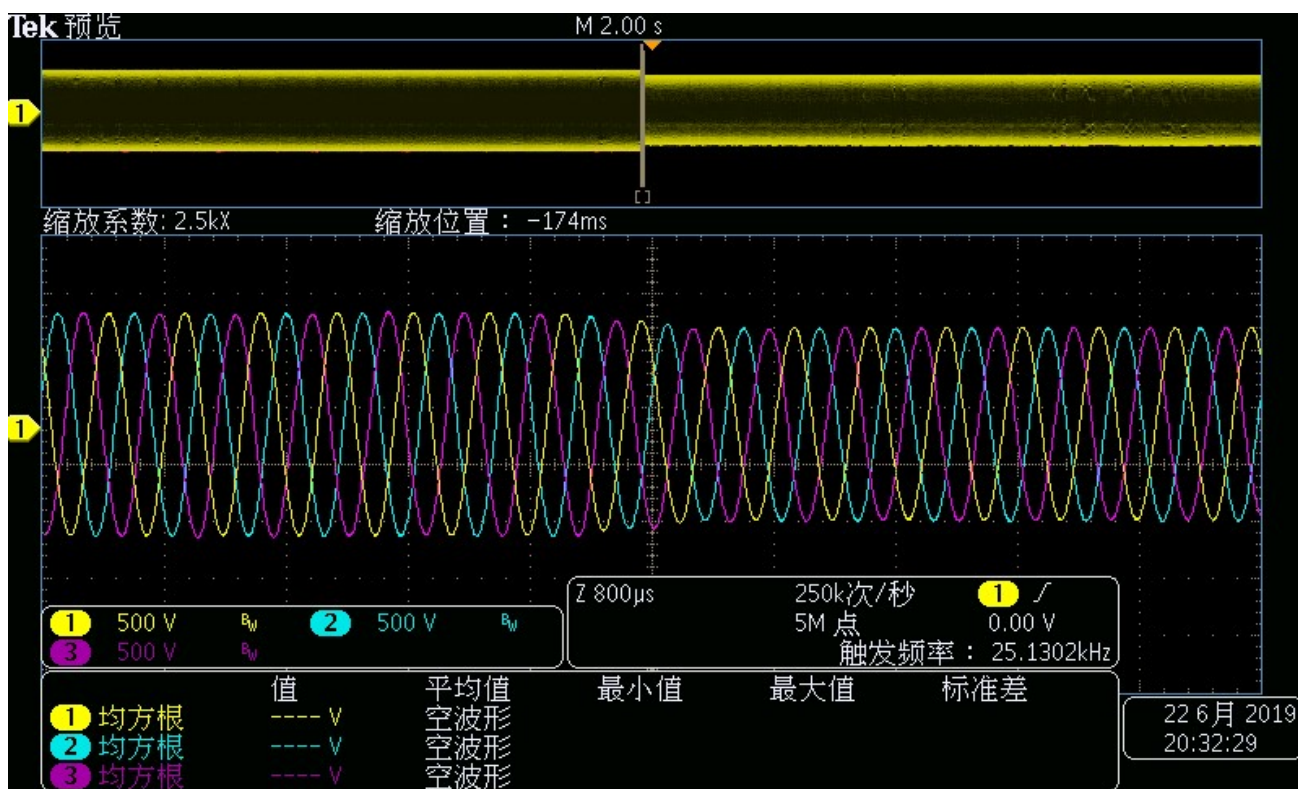 Tek 预览 M 2.00 s
1
缩放系数: 2.5kX 缩放位置： -174ms
1
Z 800μs 250k次/秒 1
1 500 V BW 2 500 V BW 5M 点 0.00 V
3 500 V BW 触发频率： 25.1302kHz
值 平均值 最小值 最大值 标准差
1 均方根 ---- V 空波形
2 均方根 ---- V 空波形
3 均方根 ---- V 空波形
22 6月 2019
20:32:29